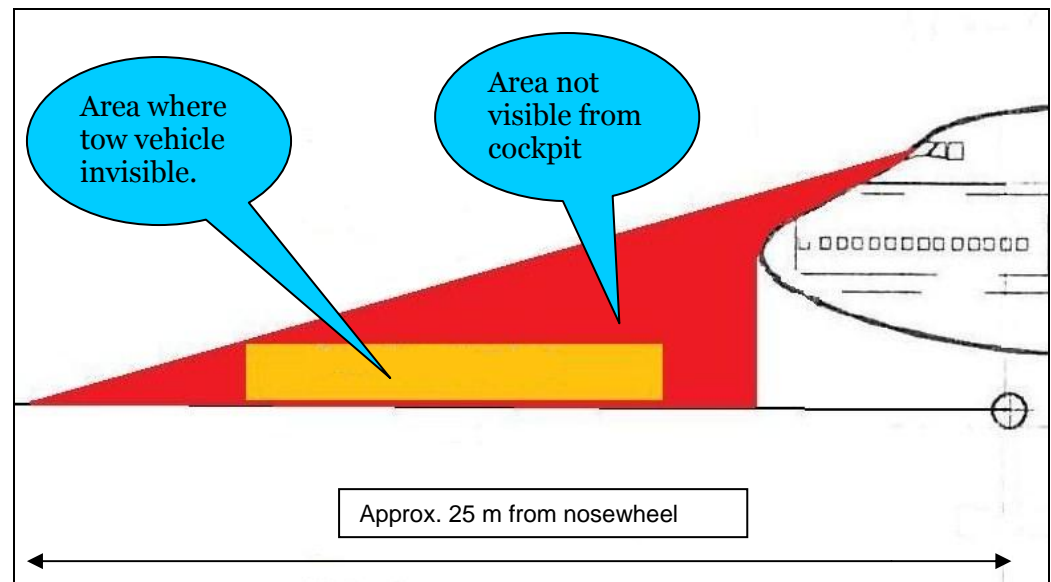 Area where
tow vehicle
invisible.
Area not
visible from
cockpit
Approx. 25 m from nosewheel